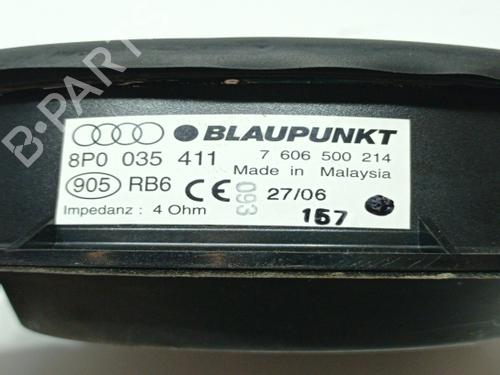 BLAUPUNKT
8P0 035 411
7 606 500 214
Made in Malaysia
905 RB6 CE 093 27/06
Impedanz : 4 Ohm
157
B-PARTS